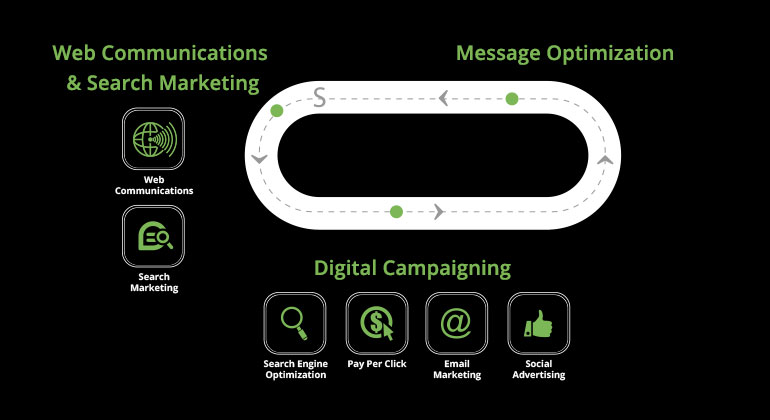 Web Communications
& Search Marketing
Message Optimization
S
Web
Communications
Search
Marketing
Digital Campaigning
Search Engine
Optimization
Pay Per Click
@
Email
Marketing
Social
Advertising
$